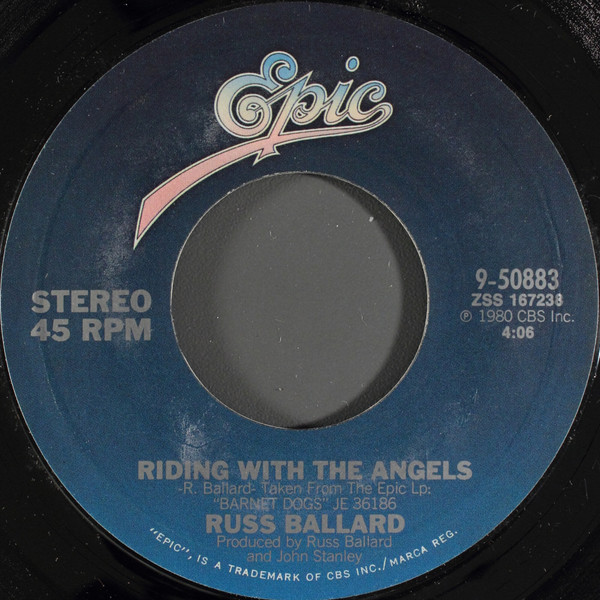 Epic
STEREO
45 RPM
9-50883
ZSS 167238
℗ 1980 CBS Inc.
4:06
RIDING WITH THE ANGELS
-R. Ballard- Taken From The Epic Lp:
"BARNET DOGS" JE 36186
RUSS BALLARD
Produced by Russ Ballard
and John Stanley
"EPIC", IS A TRADEMARK OF CBS INC./MARCA REG.